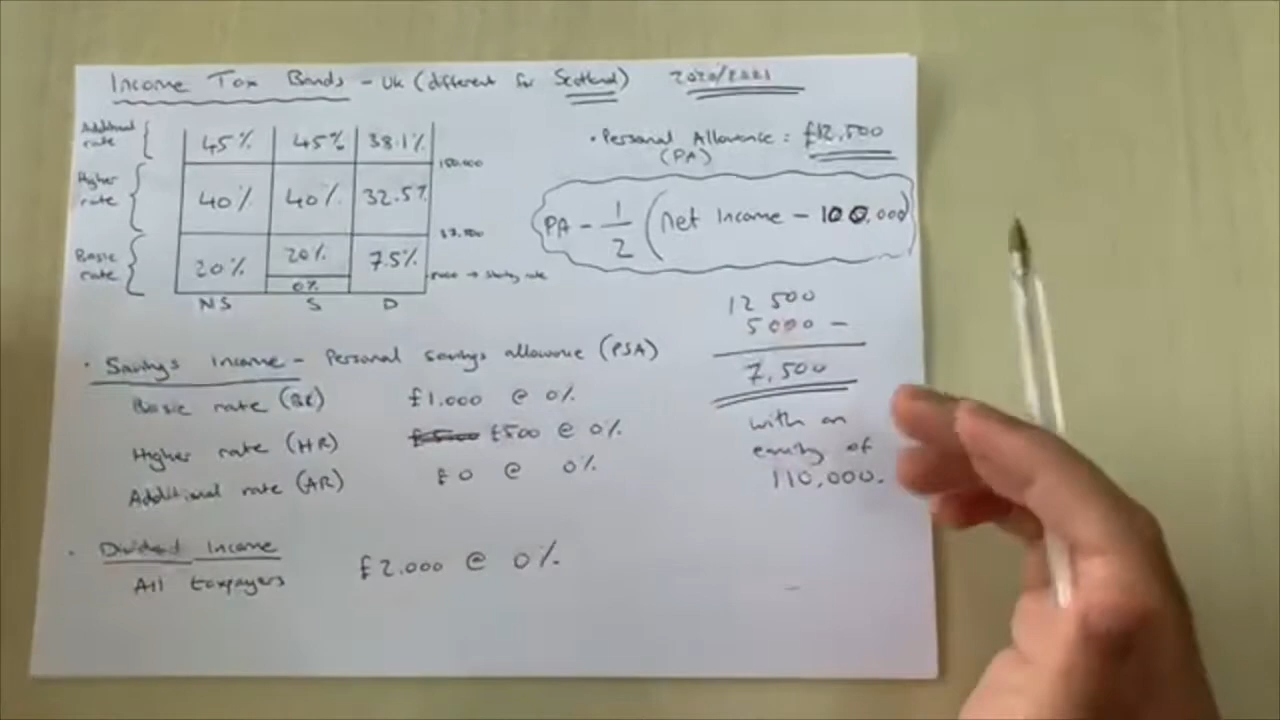 Income Tax Bands - UK (different for Scotland) 2020/2021
Additional rate
45% 45% 38.1%
150,000
Higher rate
40% 40% 32.5%
37,500
Basic rate
20% 20% 7.5%
0%
→ starting rate
NS S D
• Personal Allowance = £12,500
(PA)
PA - 1/2 (net income - 100,000)
12 500
5000 -
7,500
with an
of
110,000.
• Savings income - Personal savings allowance (PSA)
Basic rate (BR) £1,000 @ 0%
Higher rate (HR) £500 @ 0%
Additional rate (AR) £0 @ 0%
• Dividend Income
All taxpayers £2,000 @ 0%